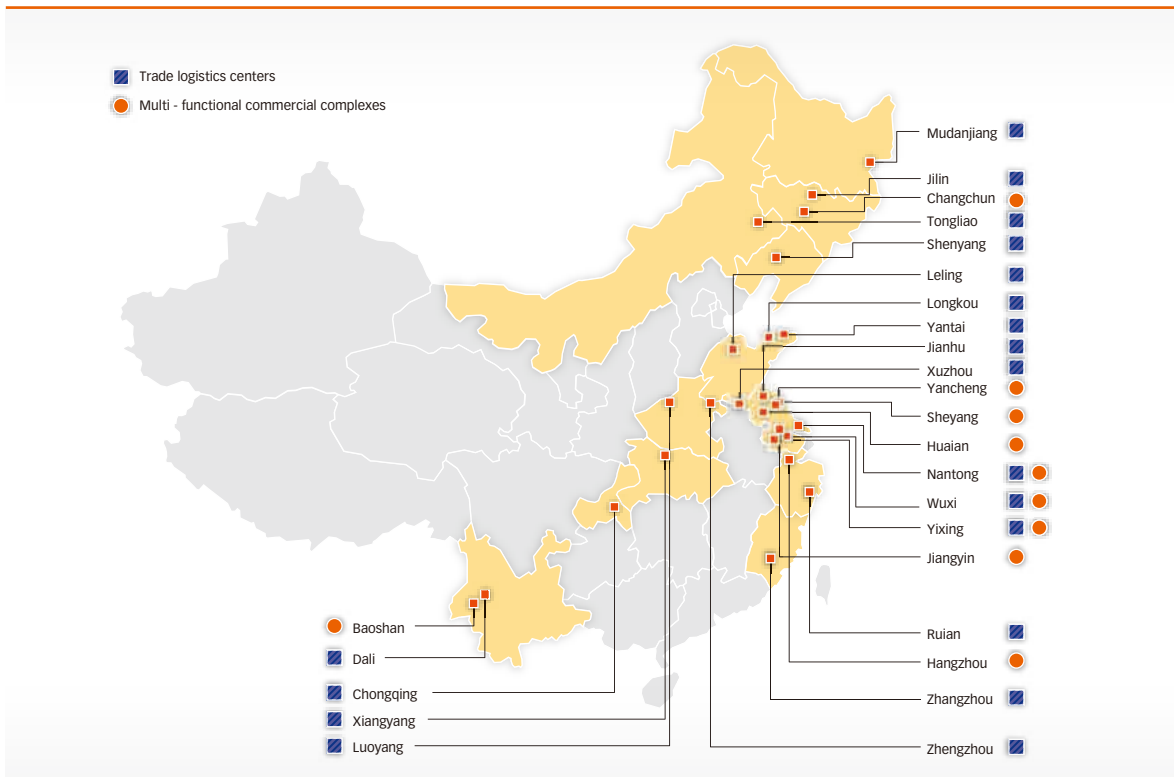 Trade logistics centers
Multi - functional commercial complexes
Mudanjiang
Jilin
Changchun
Tongliao
Shenyang
Leling
Longkou
Yantai
Jianhu
Xuzhou
Yancheng
Sheyang
Huaian
Nantong
Wuxi
Yixing
Jiangyin
Ruian
Hangzhou
Zhangzhou
Zhengzhou
Baoshan
Dali
Chongqing
Xiangyang
Luoyang